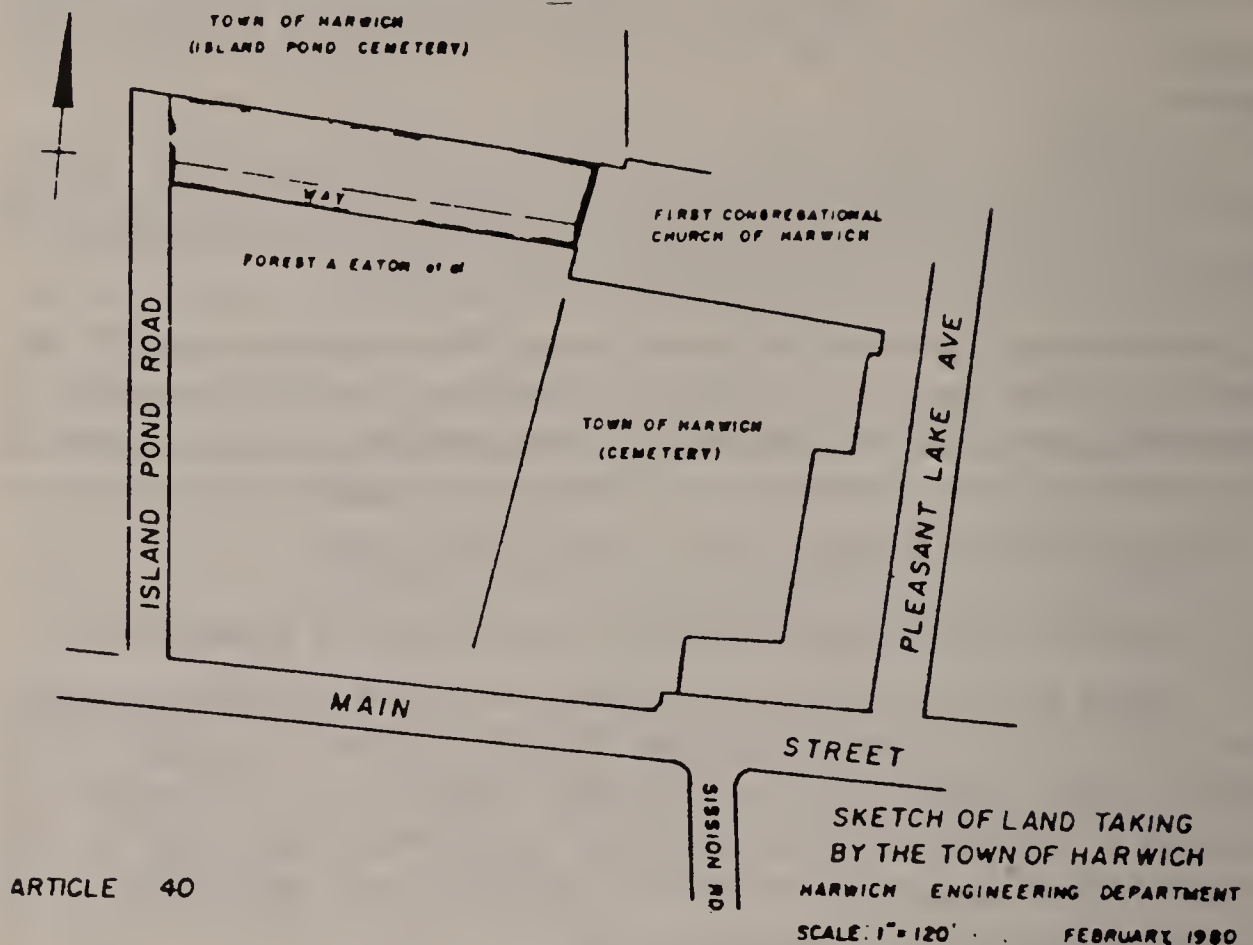 TOWN OF HARWICH
(ISLAND POND CEMETERY)
WAY
FIRST CONGREGATIONAL
CHURCH OF HARWICH
FOREST A EATON et al
ISLAND POND ROAD
TOWN OF HARWICH
(CEMETERY)
PLEASANT LAKE AVE
MAIN
STREET
SISSION RD.
SKETCH OF LAND TAKING
BY THE TOWN OF HARWICH
HARWICH ENGINEERING DEPARTMENT
SCALE: 1"=120' FEBRUARY, 1980
ARTICLE 40